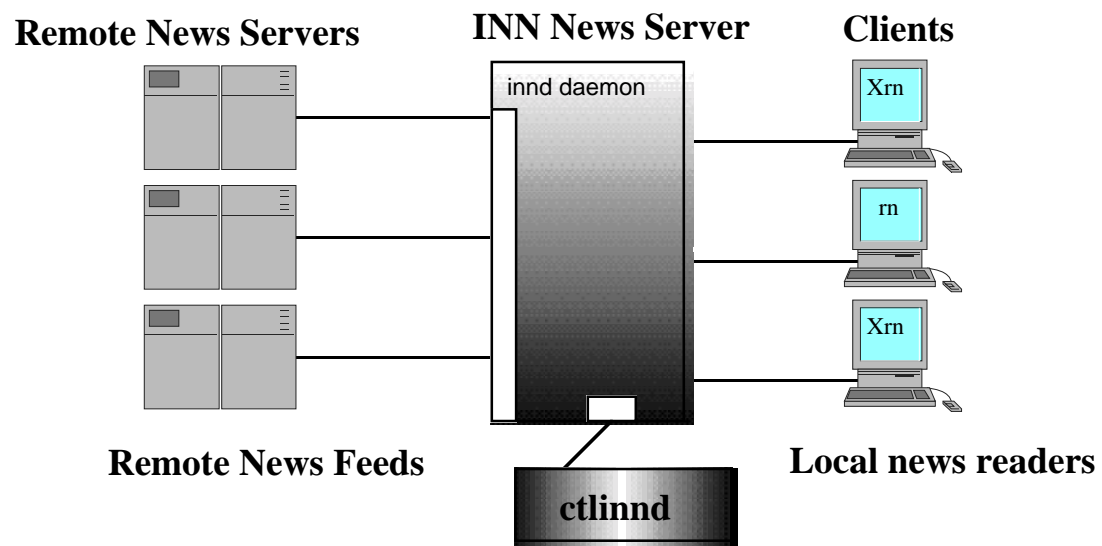 Remote News Servers
INN News Server
Clients
innd daemon
Xrn
rn
Xrn
Remote News Feeds
Local news readers
ctlinnd